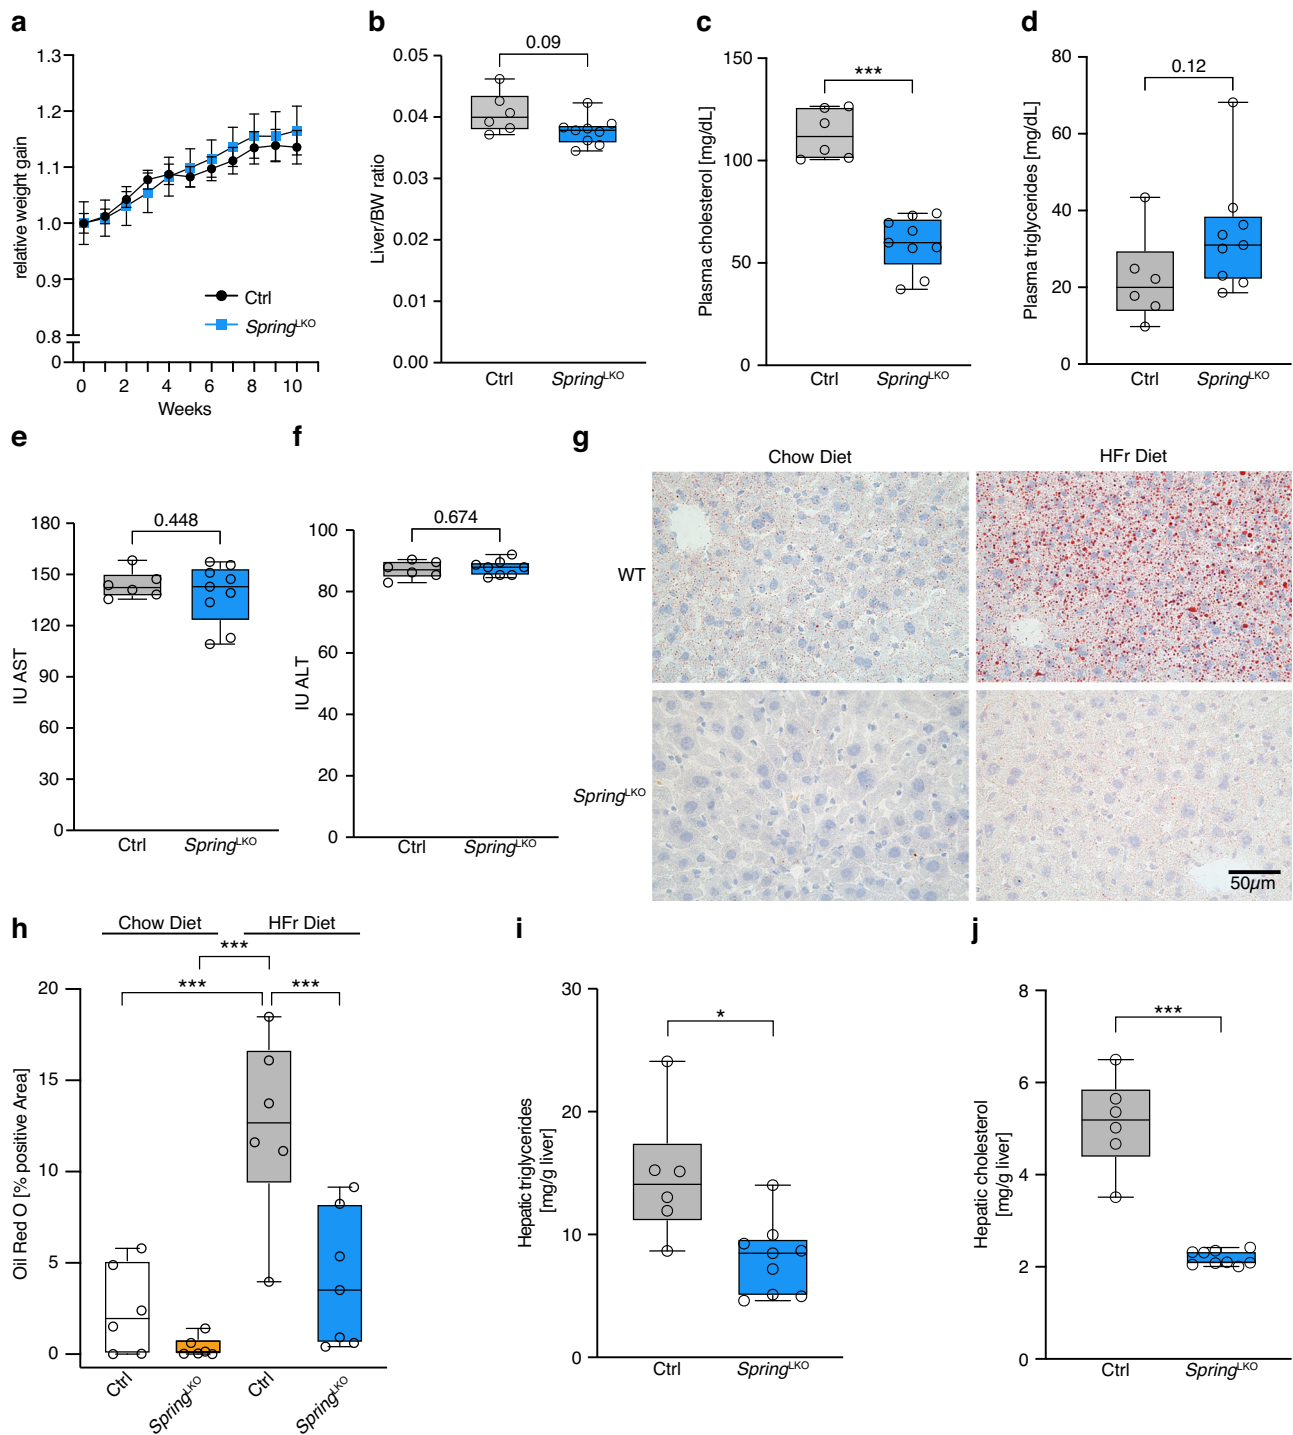 a
1.3
1.2
1.1
1.0
0.9
0.8
0
relative weight gain
Ctrl
SpringLKO
0 2 4 6 8 10
Weeks
b
0.09
0.05
0.04
0.03
0.02
0.01
0.00
Liver/BW ratio
Ctrl SpringLKO
c
***
150
100
50
0
Plasma cholesterol [mg/dL]
Ctrl SpringLKO
d
0.12
80
60
40
20
0
Plasma triglycerides [mg/dL]
Ctrl SpringLKO
e
0.448
180
150
120
90
60
30
0
IU AST
Ctrl SpringLKO
f
0.674
100
80
60
40
20
0
IU ALT
Ctrl SpringLKO
g
Chow Diet HFr Diet
WT
SpringLKO
50µm
h
Chow Diet HFr Diet
***
*** ***
20
15
10
5
0
Oil Red O [% positive Area]
Ctrl SpringLKO Ctrl SpringLKO
i
*
30
20
10
0
Hepatic triglycerides
[mg/g liver]
Ctrl SpringLKO
j
***
8
6
4
2
0
Hepatic cholesterol
[mg/g liver]
Ctrl SpringLKO